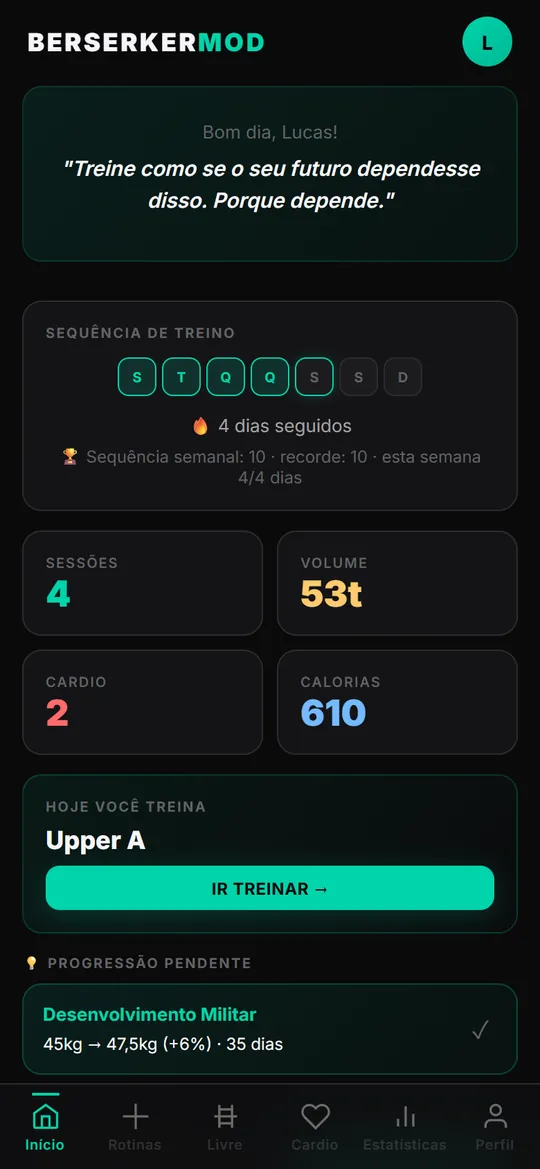 BERSERKERMOD
L
Bom dia, Lucas!
"Treine como se o seu futuro dependesse
disso. Porque depende."
SEQUÊNCIA DE TREINO
S T Q Q S S D
🔥 4 dias seguidos
🏆 Sequência semanal: 10 · recorde: 10 · esta semana
4/4 dias
SESSÕES
4
VOLUME
53t
CARDIO
2
CALORIAS
610
HOJE VOCÊ TREINA
Upper A
IR TREINAR →
💡 PROGRESSÃO PENDENTE
Desenvolvimento Militar
45kg → 47,5kg (+6%) · 35 dias
✓
Início Rotinas Livre Cardio Estatísticas Perfil